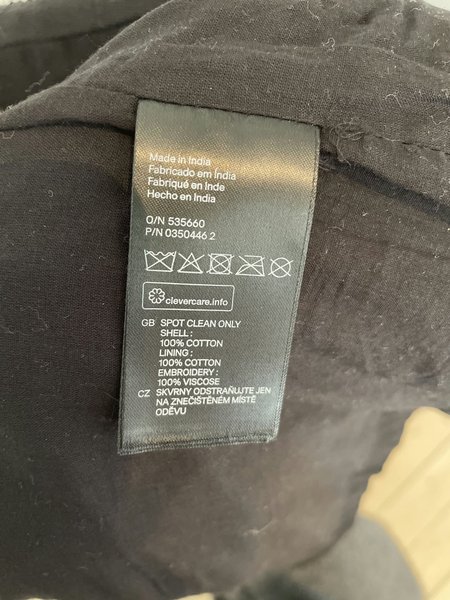 Made in India
Fabricado em Índia
Fabriqué en Inde
Hecho en India
Q/N 535660
P/N 0350446 2
clevercare.info
GB SPOT CLEAN ONLY
SHELL :
100% COTTON
LINING :
100% COTTON
EMBROIDERY :
100% VISCOSE
CZ SKVRNY ODSTRAŇUJTE JEN
NA ZNEČIŠTĚNÉM MÍSTĚ
ODĚVU